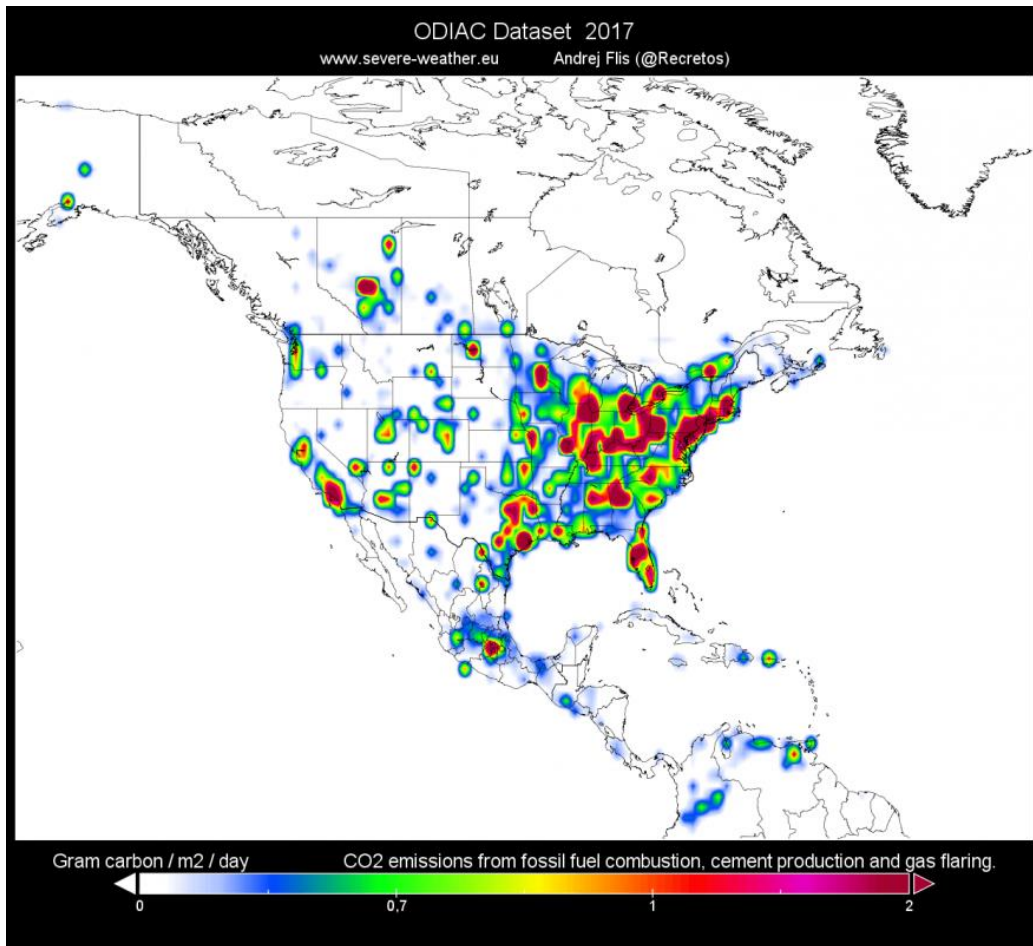 ODIAC Dataset 2017
www.severe-weather.eu Andrej Flis (@Recretos)
Gram carbon / m2 / day CO2 emissions from fossil fuel combustion, cement production and gas flaring.
0 0,7 1 2